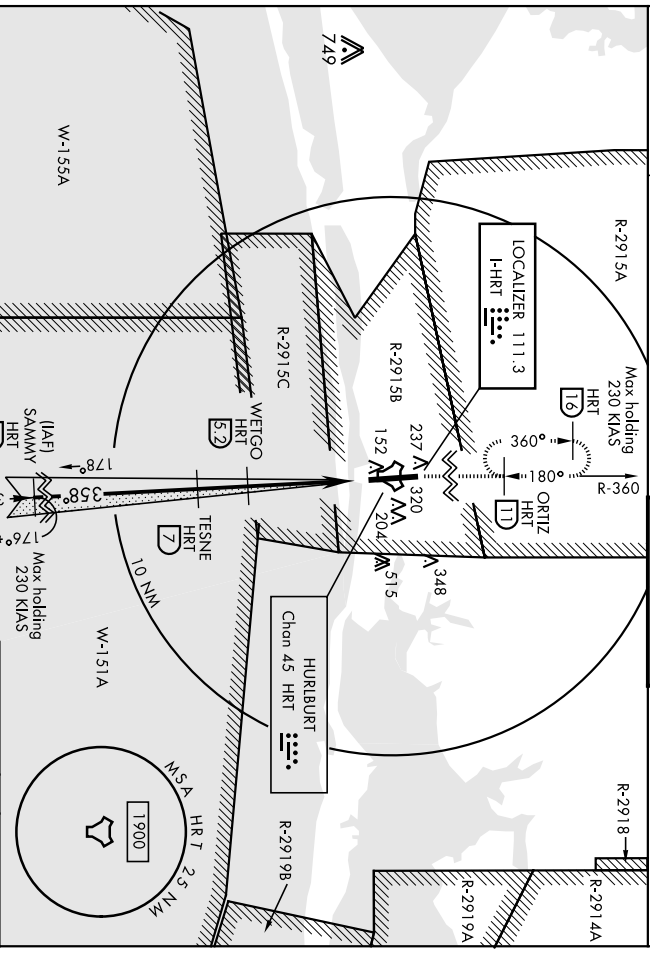 749
W-155A
R-2915A
LOCALIZER 111.3
I-HRT
Max holding
230 KIAS
HRT
16
360°
180°
R-360
ORTIZ
HRT
11
R-2915B
R-2915C
237
152
320
204
348
515
WETGO
HRT
5.2
TESNE
HRT
7
(IAF)
SAMMY
HRT
178°
358°
176°
Max holding
230 KIAS
10 NM
W-151A
HURLBURT
Chan 45 HRT
MSA HRT 25 NM
1900
R-2919B
R-2918
R-2919A
R-2914A